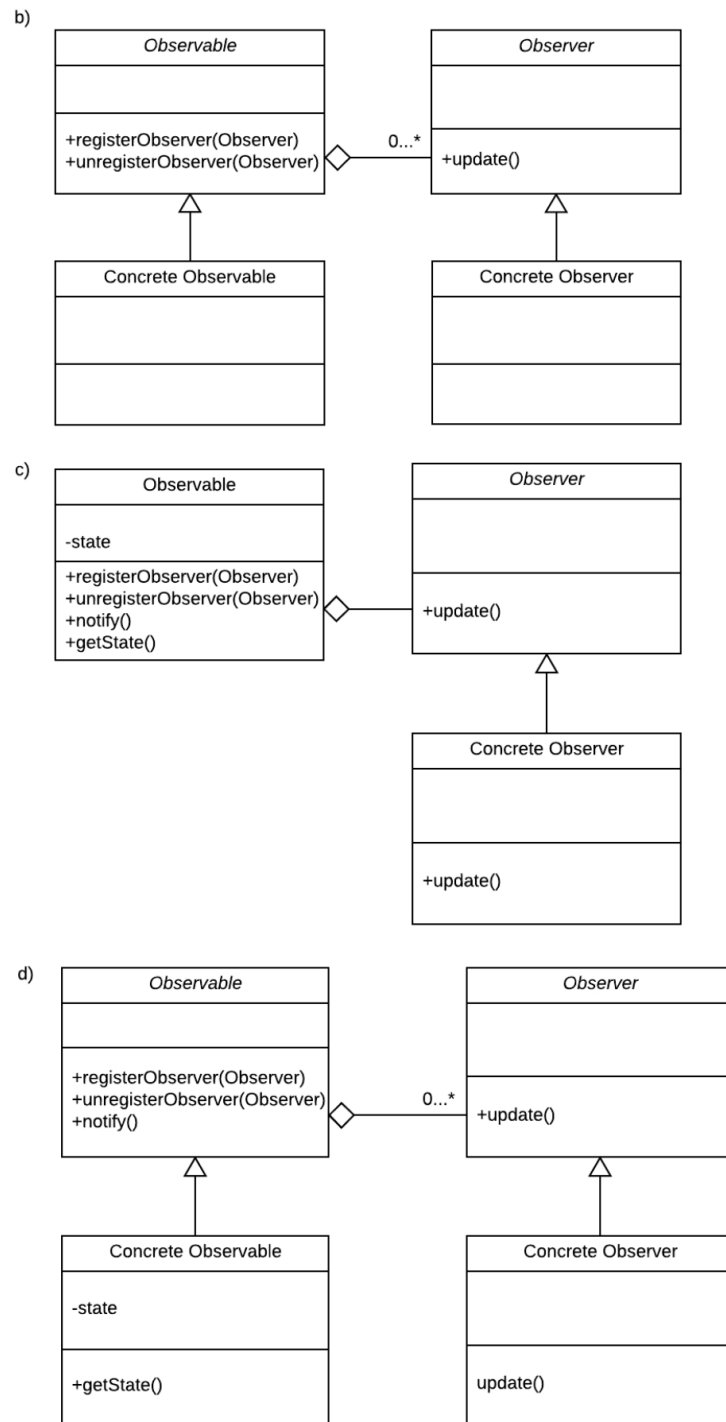 b)
Observable
+registerObserver(Observer)
+unregisterObserver(Observer)
0...*
Observer
+update()
Concrete Observable
Concrete Observer
c)
Observable
-state
+registerObserver(Observer)
+unregisterObserver(Observer)
+notify()
+getState()
Observer
+update()
Concrete Observer
+update()
d)
Observable
+registerObserver(Observer)
+unregisterObserver(Observer)
+notify()
0...*
Observer
+update()
Concrete Observable
-state
+getState()
Concrete Observer
update()